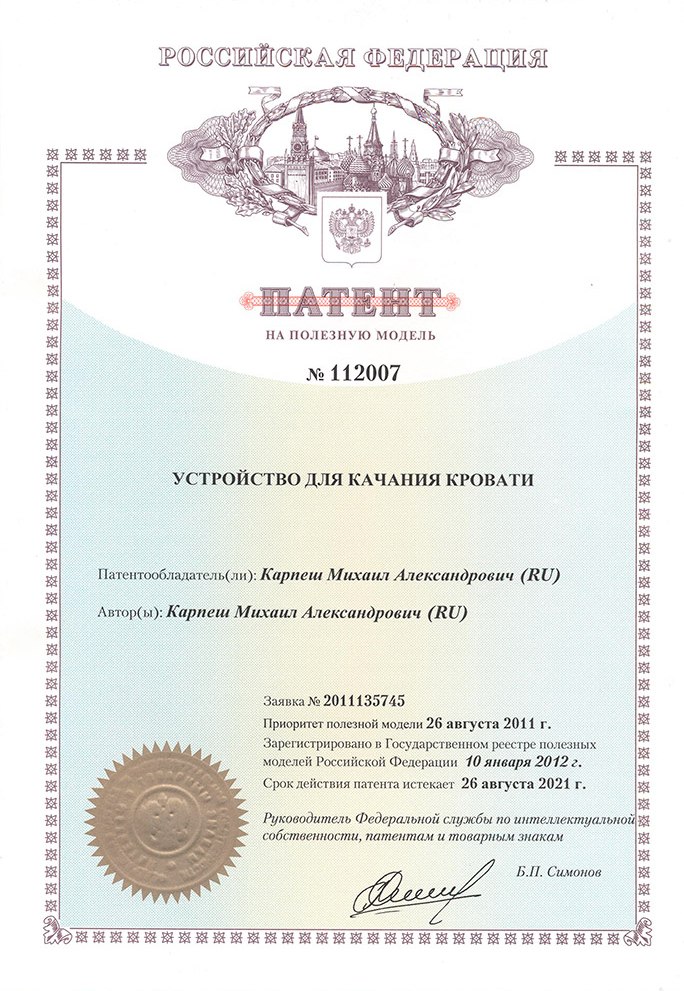 РОССИЙСКАЯ ФЕДЕРАЦИЯ
ПАТЕНТ
НА ПОЛЕЗНУЮ МОДЕЛЬ
№ 112007
УСТРОЙСТВО ДЛЯ КАЧАНИЯ КРОВАТИ
Патентообладатель(ли): Карпеш Михаил Александрович (RU)
Автор(ы): Карпеш Михаил Александрович (RU)
Заявка № 2011135745
Приоритет полезной модели 26 августа 2011 г.
Зарегистрировано в Государственном реестре полезных
моделей Российской Федерации 10 января 2012 г.
Срок действия патента истекает 26 августа 2021 г.
Руководитель Федеральной службы по интеллектуальной
собственности, патентам и товарным знакам
Б.П. Симонов